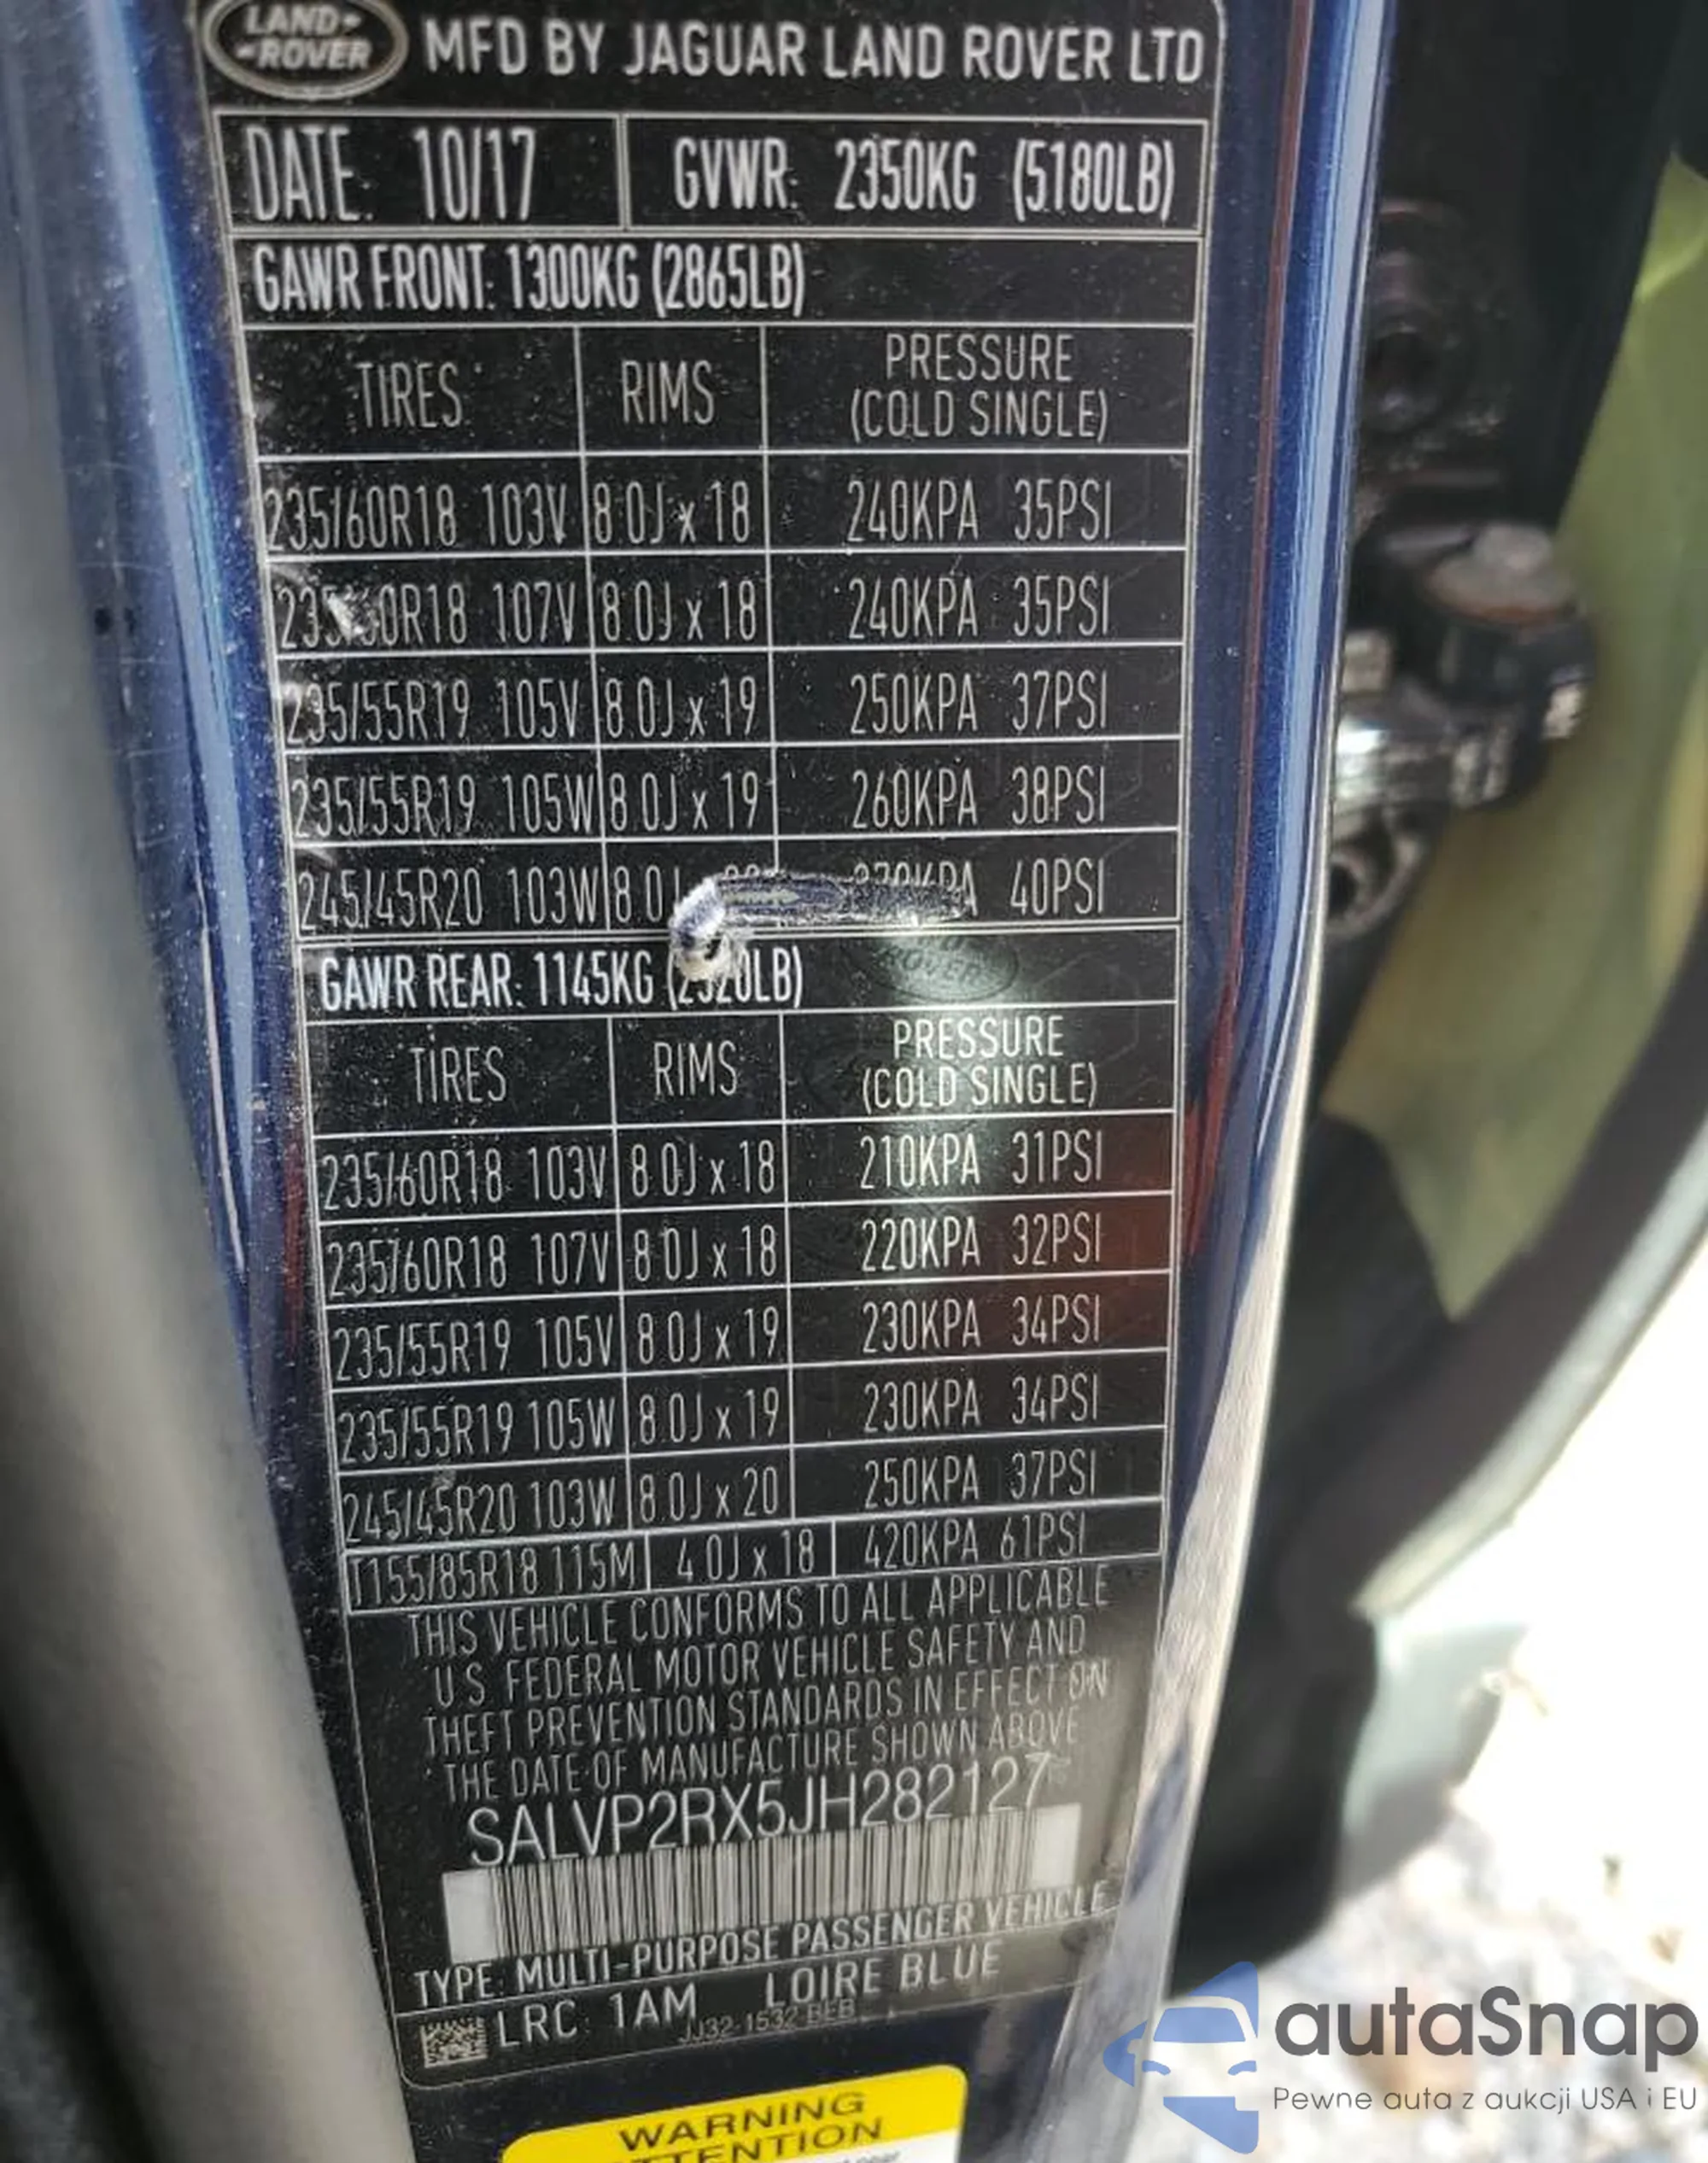 LAND-
-ROVER
MFD BY JAGUAR LAND ROVER LTD
DATE: 10/17 GVWR: 2350KG (5180LB)
GAWR FRONT: 1300KG (2865LB)
TIRES RIMS PRESSURE
(COLD SINGLE)
235/60R18 103V 8.0J x 18 240KPA 35PSI
235/60R18 107V 8.0J x 18 240KPA 35PSI
235/55R19 105V 8.0J x 19 250KPA 37PSI
235/55R19 105W 8.0J x 19 260KPA 38PSI
245/45R20 103W 8.0J 40PSI
GAWR REAR: 1145KG
TIRES RIMS PRESSURE
(COLD SINGLE)
235/60R18 103V 8.0J x 18 210KPA 31PSI
235/60R18 107V 8.0J x 18 220KPA 32PSI
235/55R19 105V 8.0J x 19 230KPA 34PSI
235/55R19 105W 8.0J x 19 230KPA 34PSI
245/45R20 103W 8.0J x 20 250KPA 37PSI
T155/85R18 115M 4.0J x 18 420KPA 61PSI
THIS VEHICLE CONFORMS TO ALL APPLICABLE
U.S. FEDERAL MOTOR VEHICLE SAFETY AND
THEFT PREVENTION STANDARDS IN EFFECT ON
THE DATE OF MANUFACTURE SHOWN ABOVE
SALVP2RX5JH282127
TYPE: MULTI-PURPOSE PASSENGER VEHICLE
LRC: 1AM LOIRE BLUE
JJ32-1532-BEB
WARNING
autaSnap
Pewne auta z aukcji USA i EU